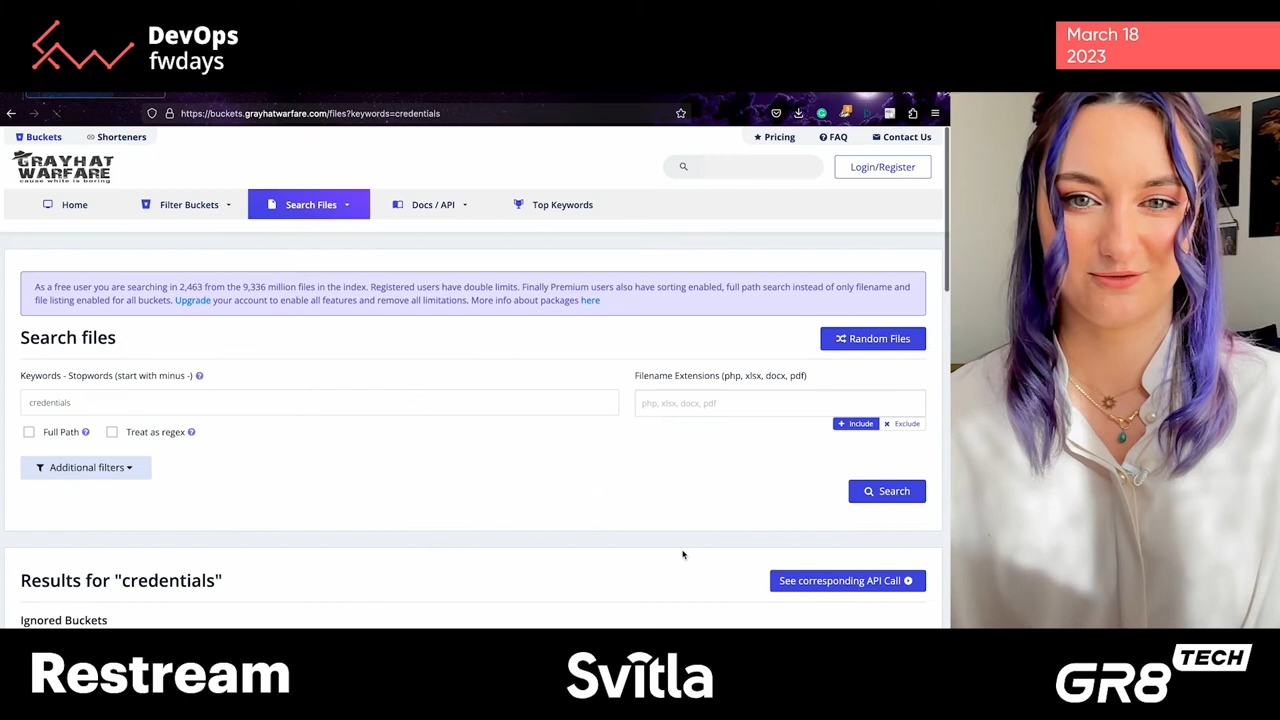 DevOps
fwdays
March 18
2023
https://buckets.grayhatwarfare.com/files?keywords=credentials
Buckets
Shorteners
Pricing
FAQ
Contact Us
GRAYHAT
WARFARE
cause white is boring
Login/Register
Home
Filter Buckets
Search Files
Docs / API
Top Keywords
As a free user you are searching in 2,463 from the 9,336 million files in the index. Registered users have double limits. Finally Premium users also have sorting enabled, full path search instead of only filename and
file listing enabled for all buckets. Upgrade your account to enable all features and remove all limitations. More info about packages here
Search files
Random Files
Keywords - Stopwords (start with minus -)
Filename Extensions (php, xlsx, docx, pdf)
credentials
php, xlsx, docx, pdf
+ Include
× Exclude
Full Path
Treat as regex
Additional filters
Search
Results for "credentials"
See corresponding API Call
Ignored Buckets
Restream
Svitla
GR8 TECH